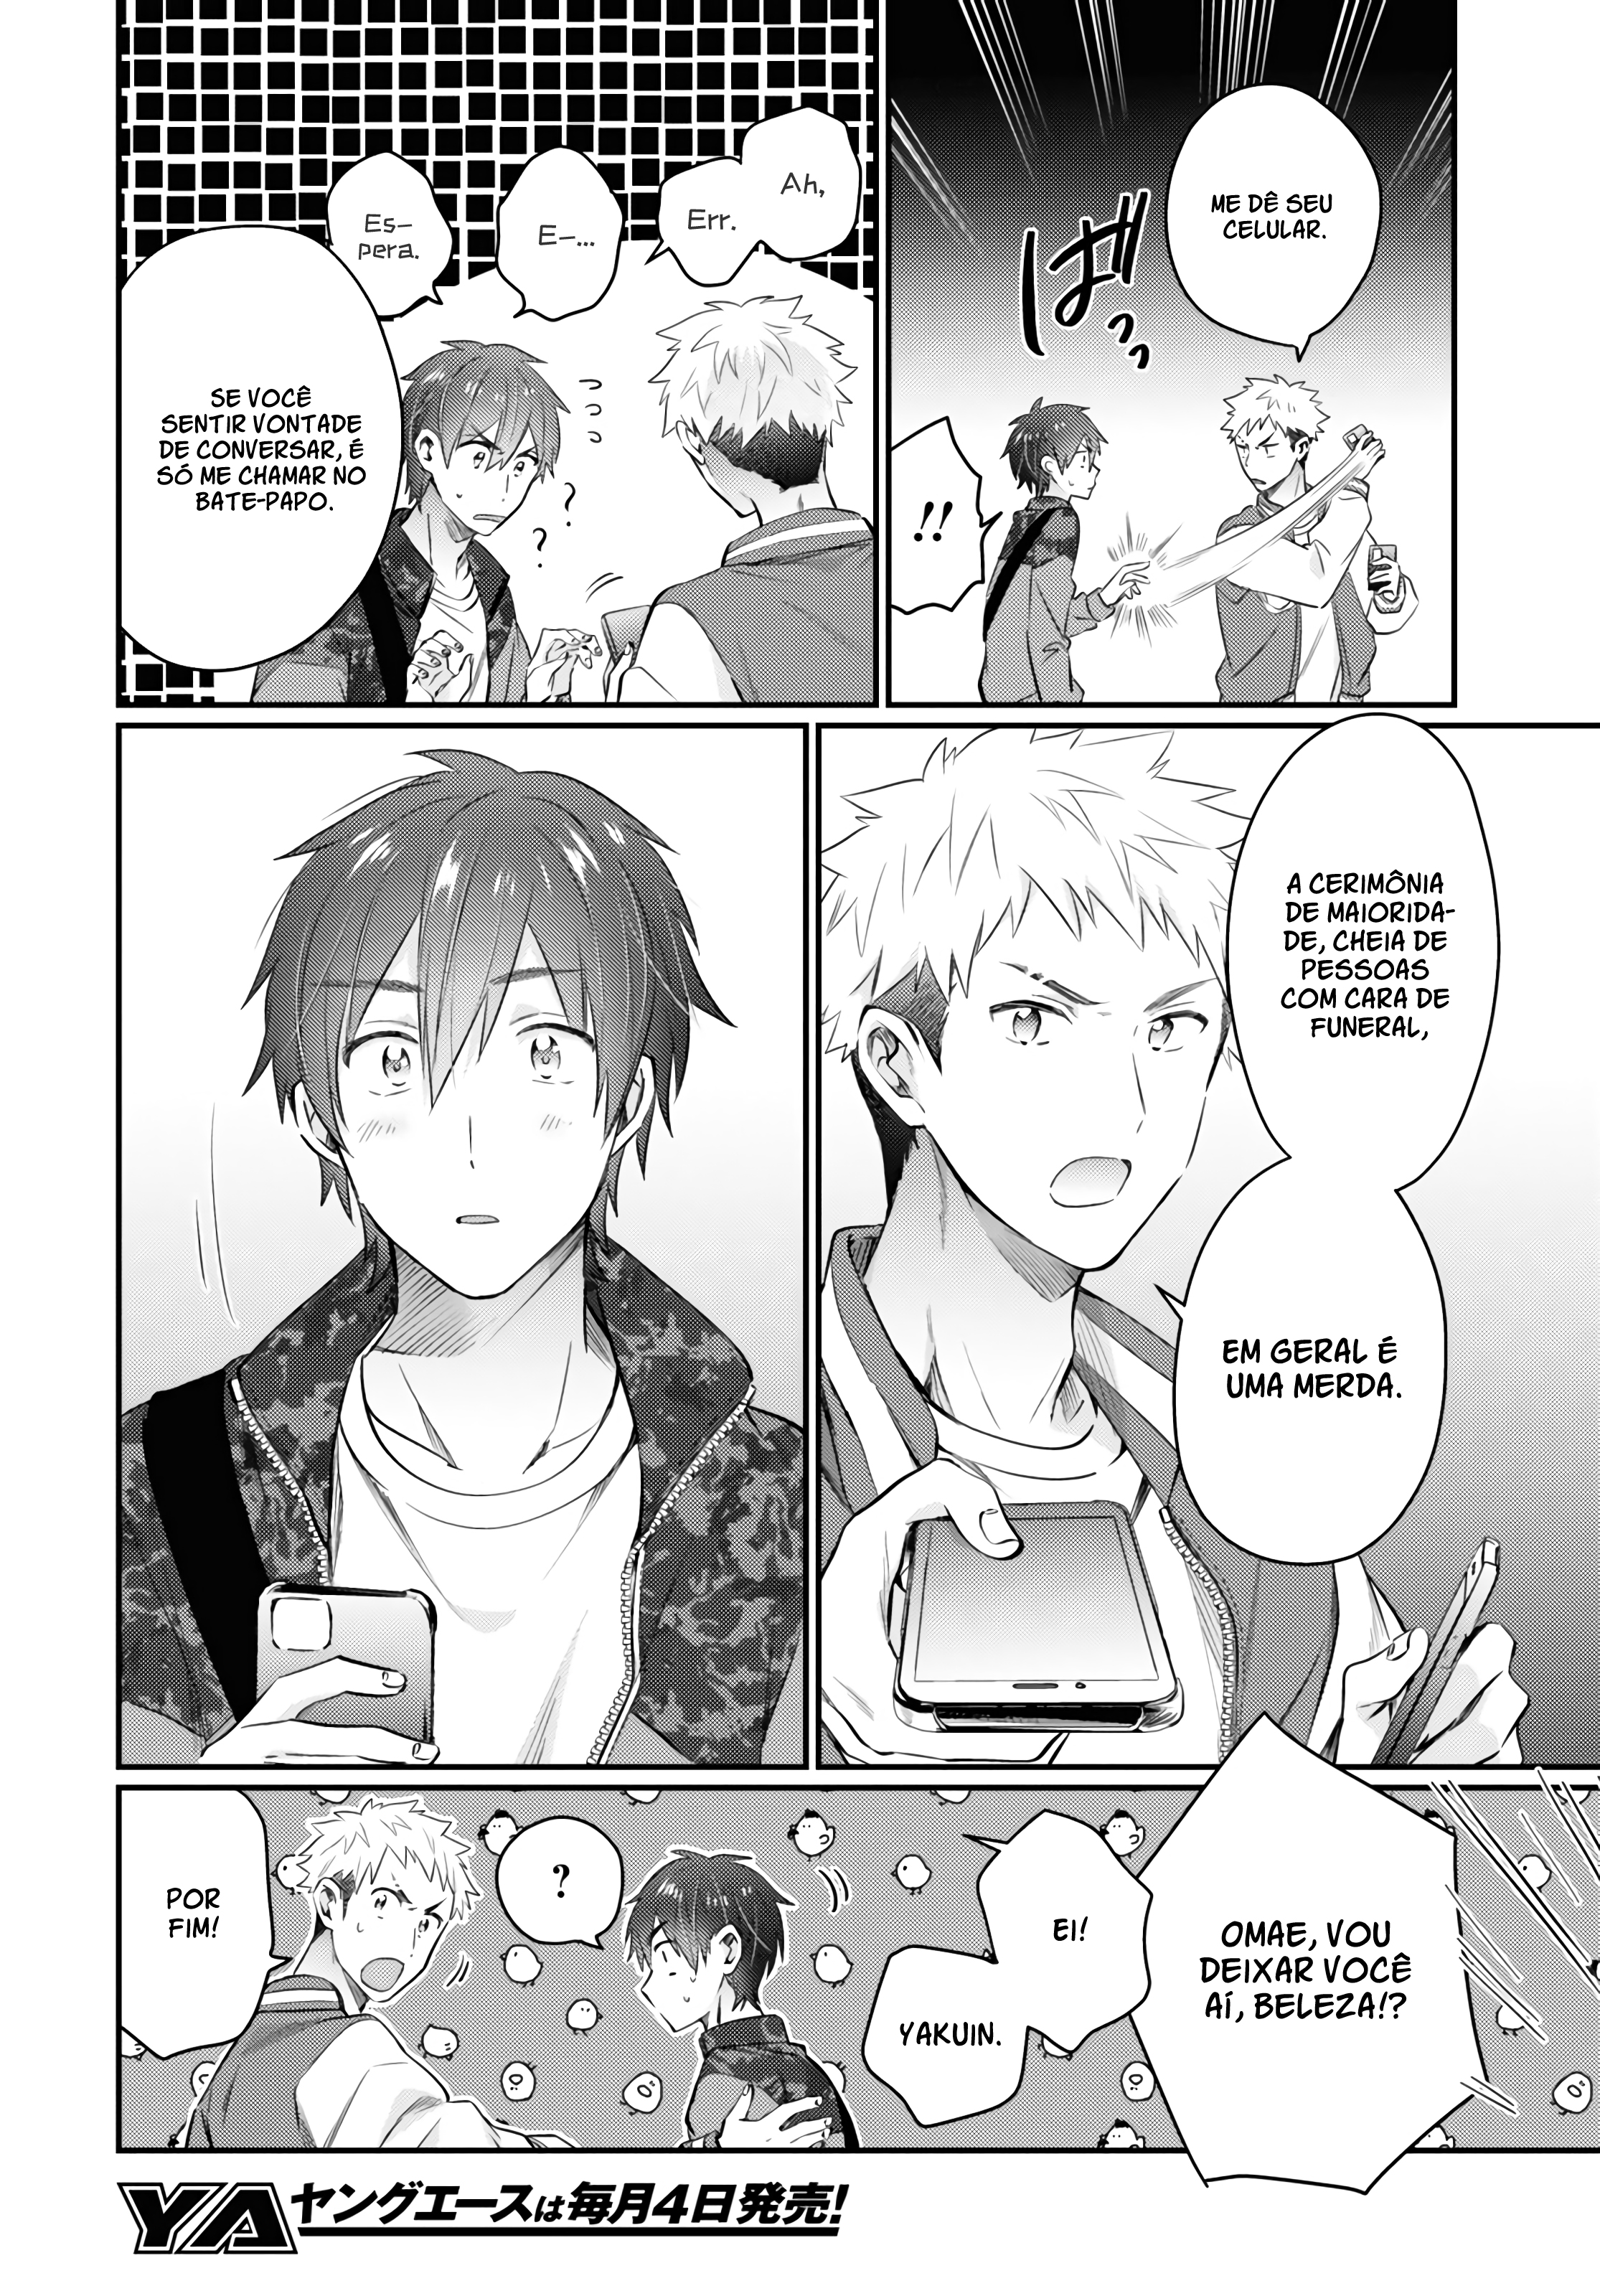 ME DÊ SEU
CELULAR.
ばっ
!!
Ah,
Err.
E-...
Es-
pera.
SE VOCÊ
SENTIR VONTADE
DE CONVERSAR, É
SÓ ME CHAMAR NO
BATE-PAPO.
?
?
?
A CERIMÔNIA
DE MAIORIDA-
DE, CHEIA DE
PESSOAS
COM CARA DE
FUNERAL,
EM GERAL É
UMA MERDA.
OMAE, VOU
DEIXAR VOCÊ
AÍ, BELEZA!?
EI!
YAKUIN.
?
POR
FIM!
YA ヤングエースは毎月4日発売!